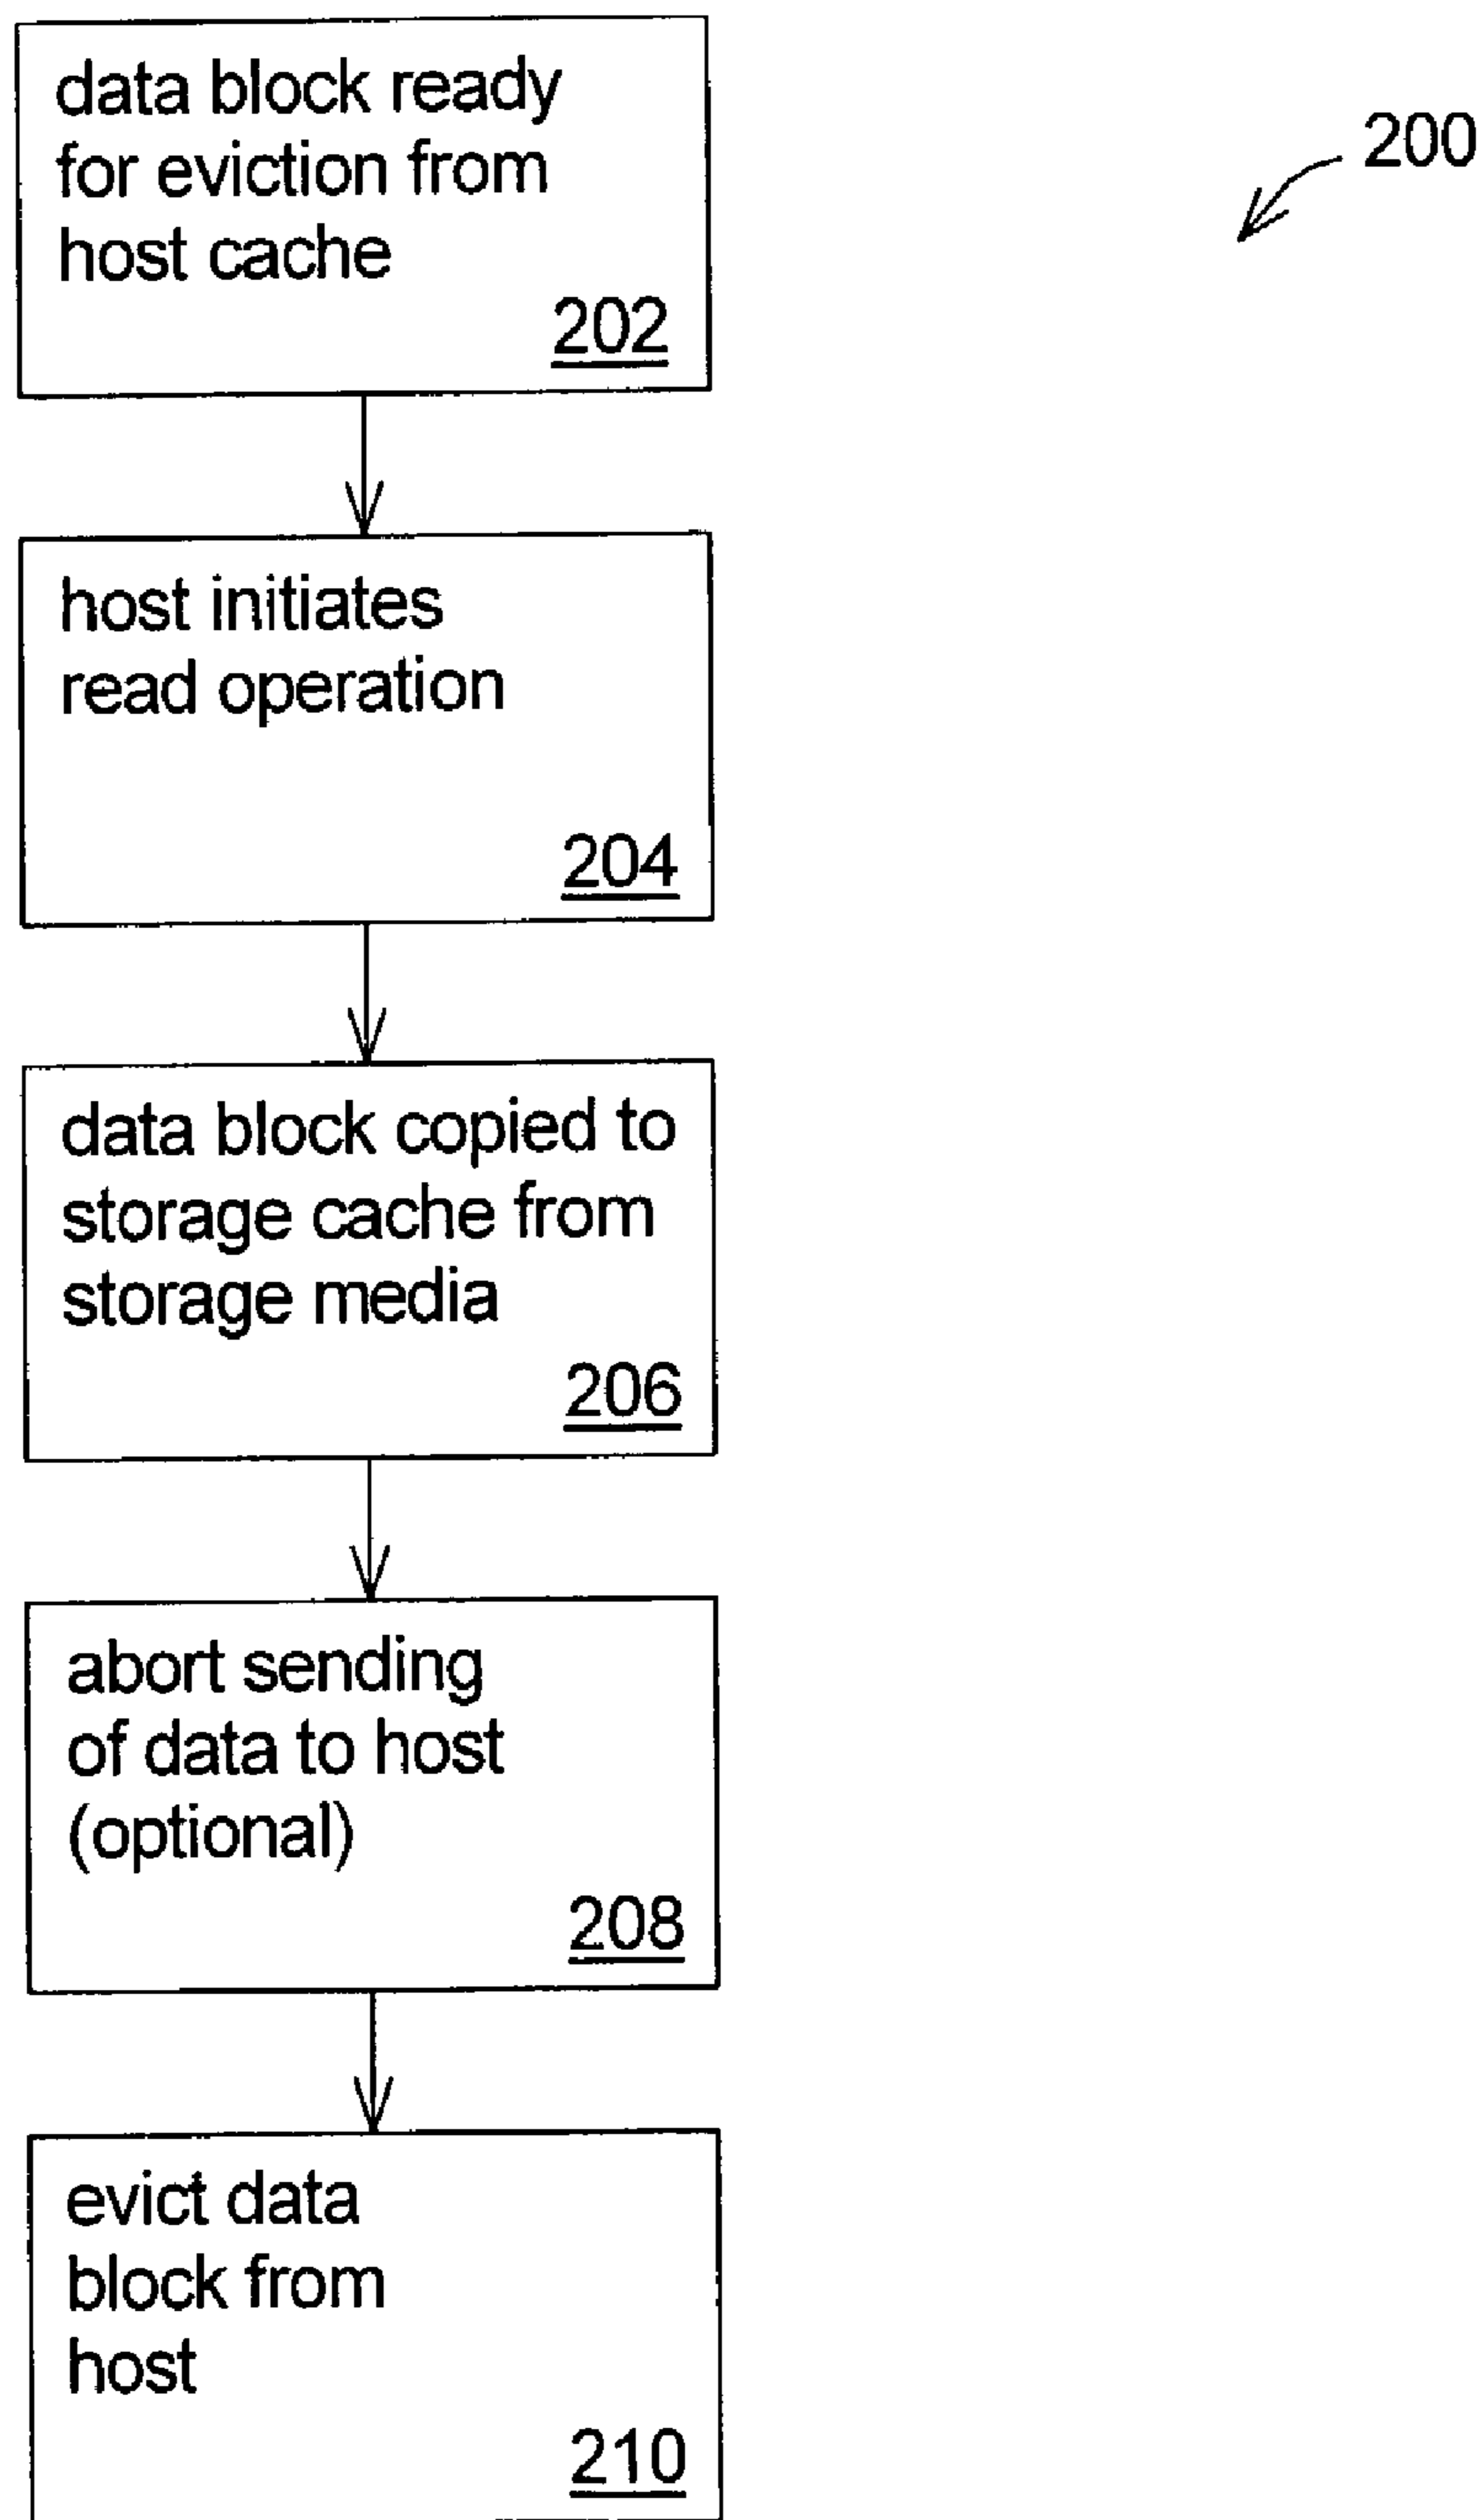 data block ready
for eviction from
host cache
202
200
host initiates
read operation
204
data block copied to
storage cache from
storage media
206
abort sending
of data to host
(optional)
208
evict data
block from
host
210